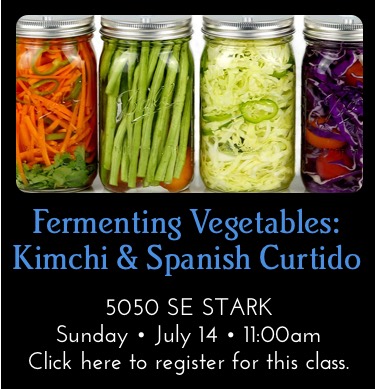 Fermenting Vegetables:
Kimchi & Spanish Curtido
5050 SE STARK
Sunday • July 14 • 11:00am
Click here to register for this class.